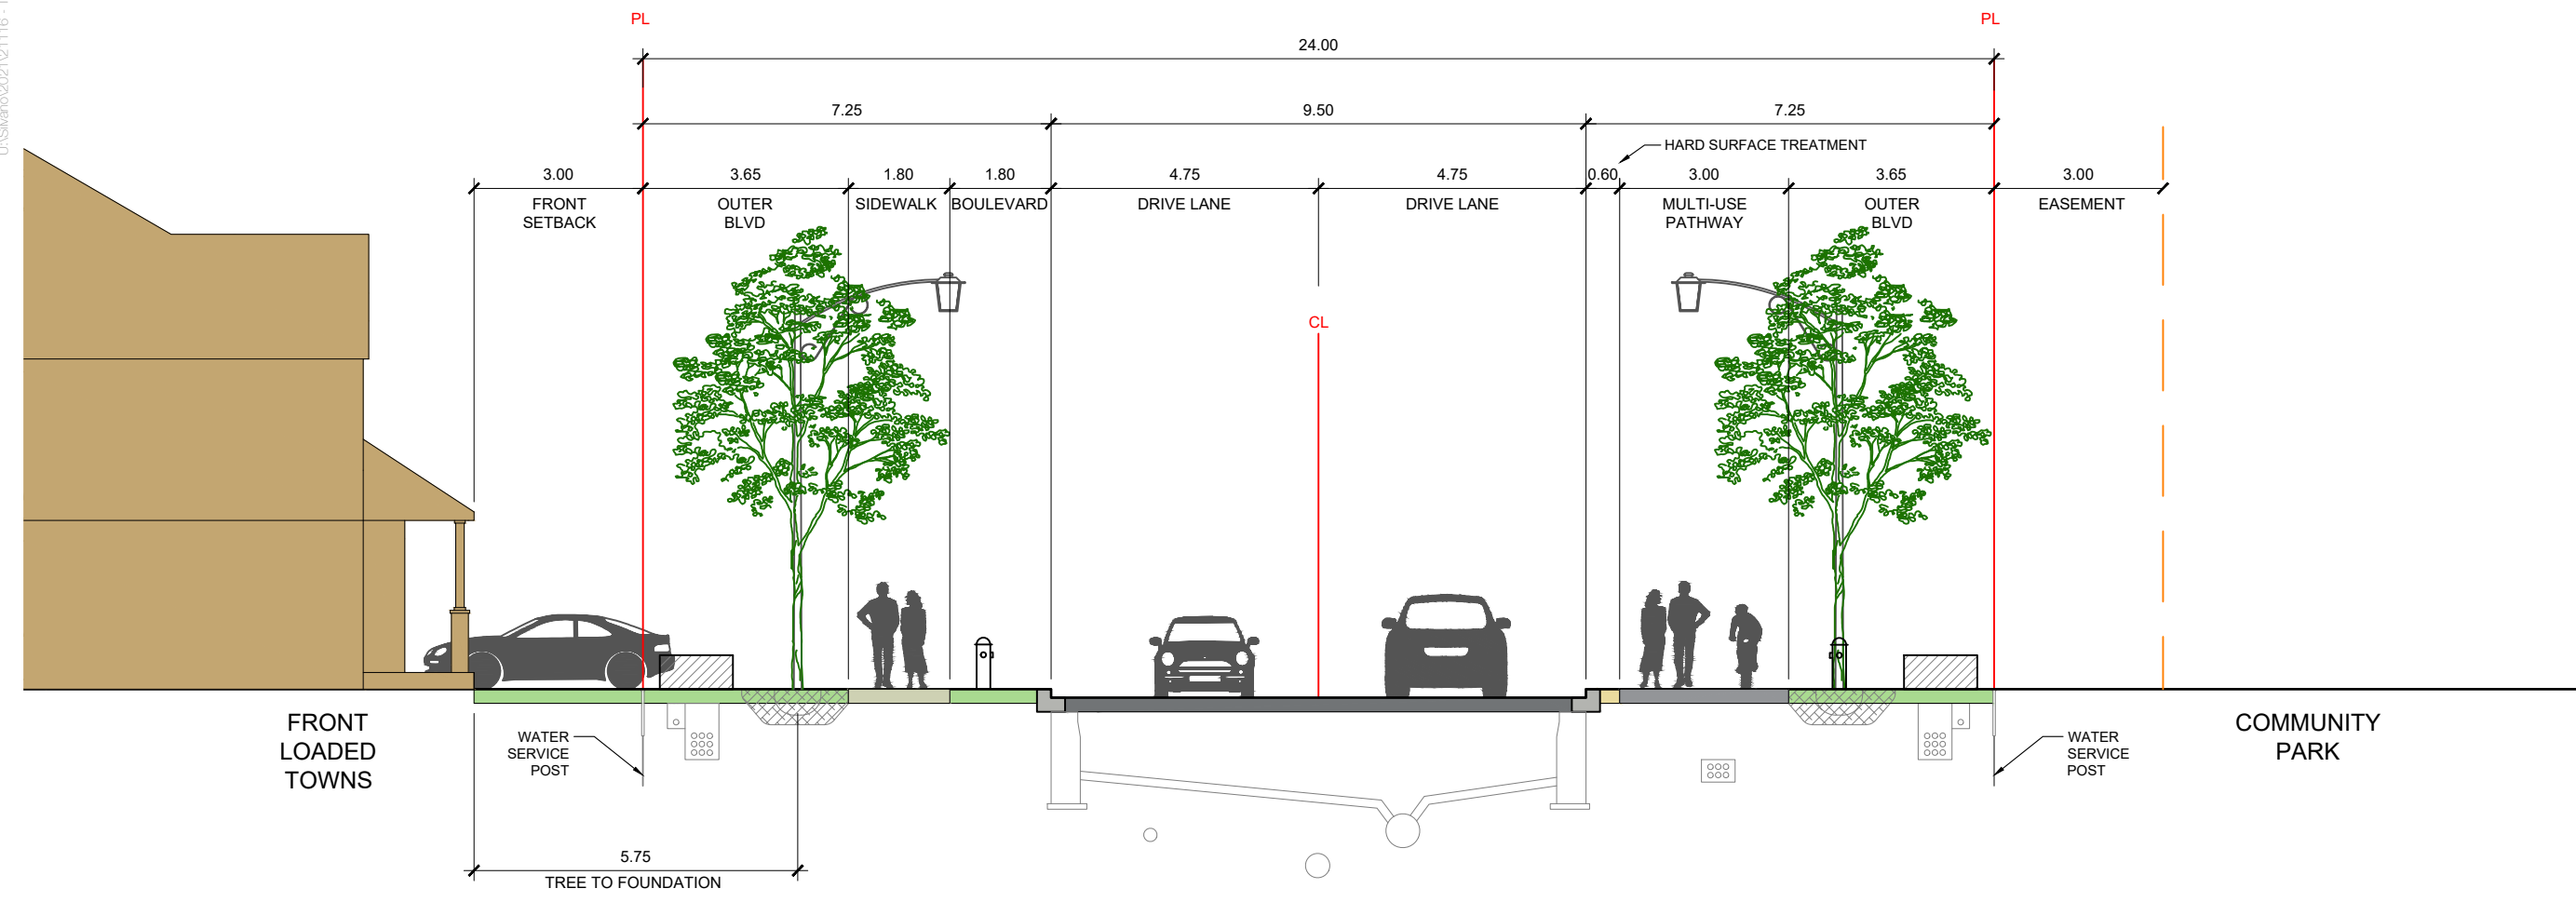 PL
PL
24.00
7.25
9.50
7.25
HARD SURFACE TREATMENT
3.00
3.65
1.80
1.80
4.75
4.75
0.60
3.00
3.65
3.00
FRONT
SETBACK
OUTER
BLVD
SIDEWALK
BOULEVARD
DRIVE LANE
DRIVE LANE
MULTI-USE
PATHWAY
OUTER
BLVD
EASEMENT
CL
FRONT
LOADED
TOWNS
WATER
SERVICE
POST
WATER
SERVICE
POST
COMMUNITY
PARK
5.75
TREE TO FOUNDATION